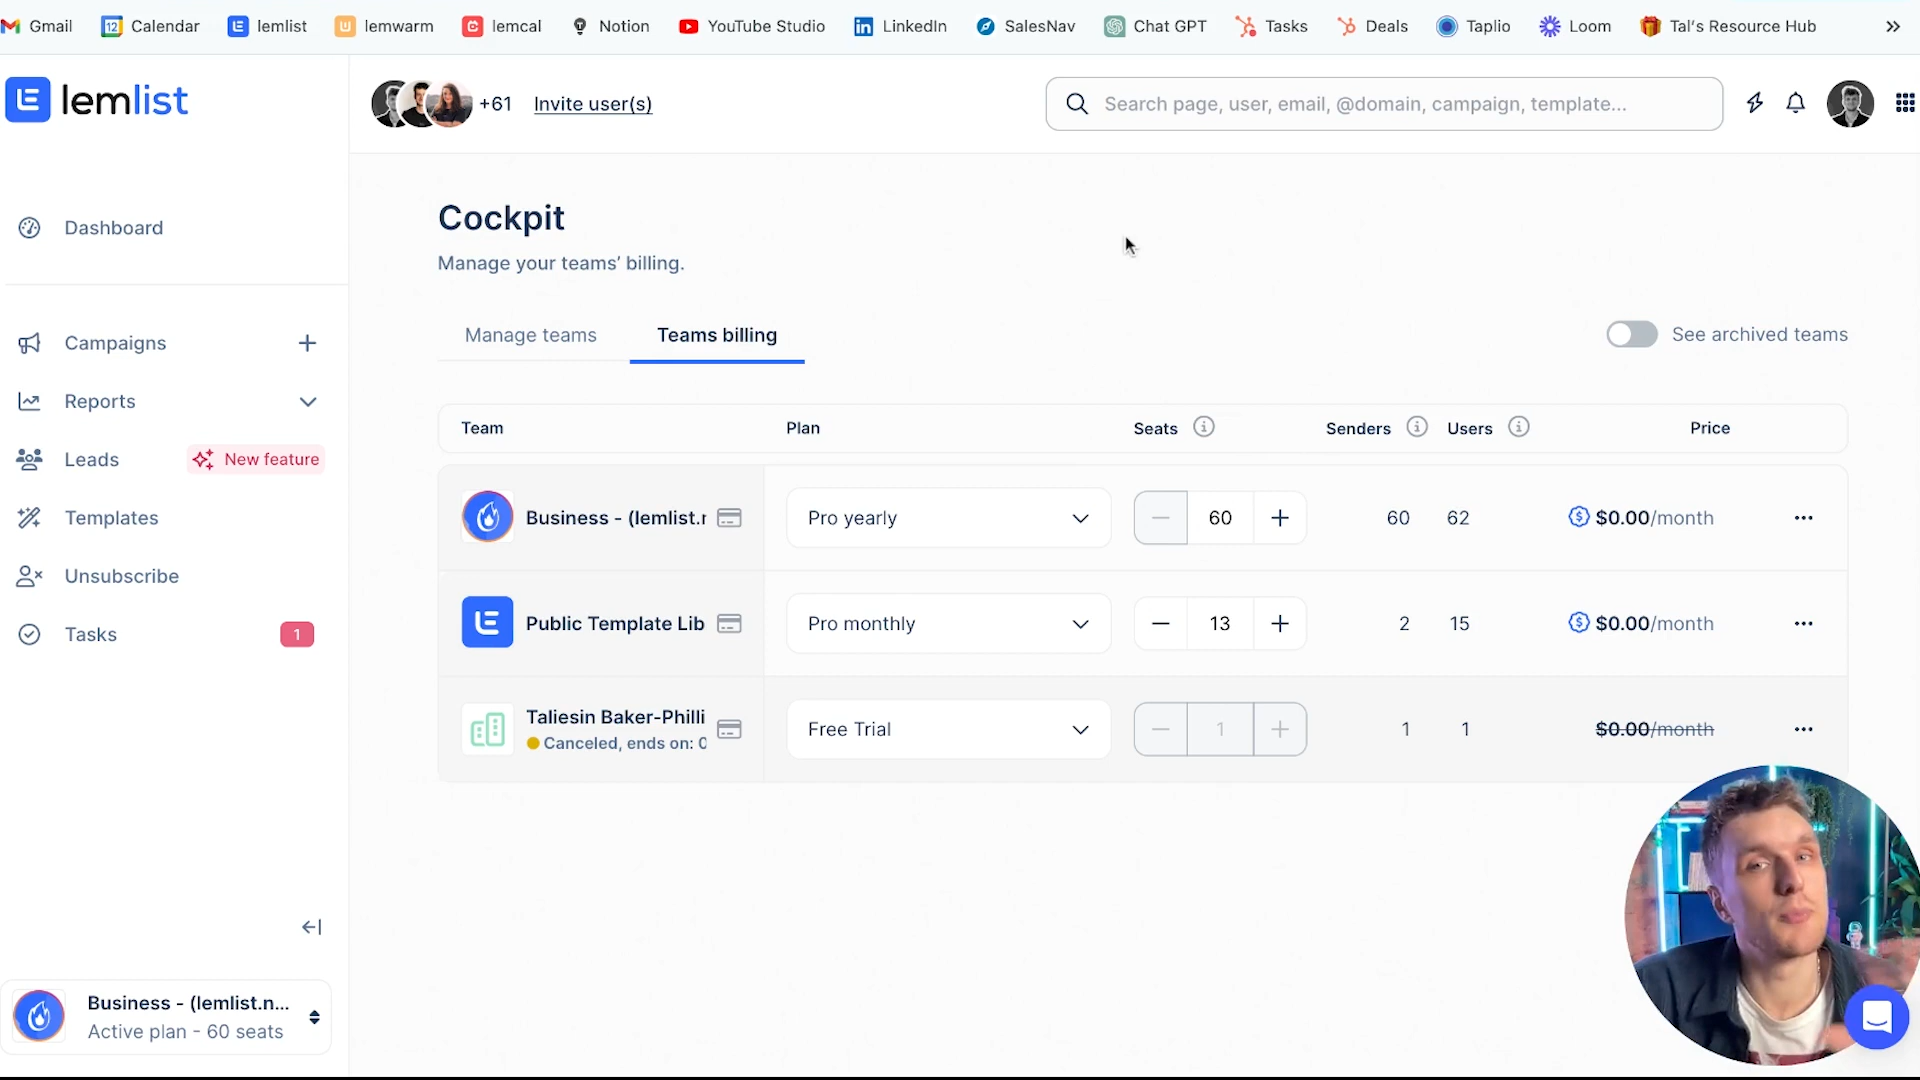 Gmail
12
Calendar
lemlist
lemwarm
lemcal
Notion
YouTube Studio
LinkedIn
SalesNav
Chat GPT
Tasks
Deals
Taplio
Loom
Tal's Resource Hub
lemlist
+61
Invite user(s)
Search page, user, email, @domain, campaign, template...
Dashboard
Campaigns
Reports
Leads
New feature
Templates
Unsubscribe
Tasks
1
Cockpit
Manage your teams’ billing.
Manage teams
Teams billing
See archived teams
Team
Plan
Seats
Senders
Users
Price
Business - (lemlist.r
Pro yearly
60
60
62
$0.00/month
Public Template Lib
Pro monthly
13
2
15
$0.00/month
Taliesin Baker-Philli
Canceled, ends on: 0
Free Trial
1
1
1
$0.00/month
Business - (lemlist.n...
Active plan - 60 seats